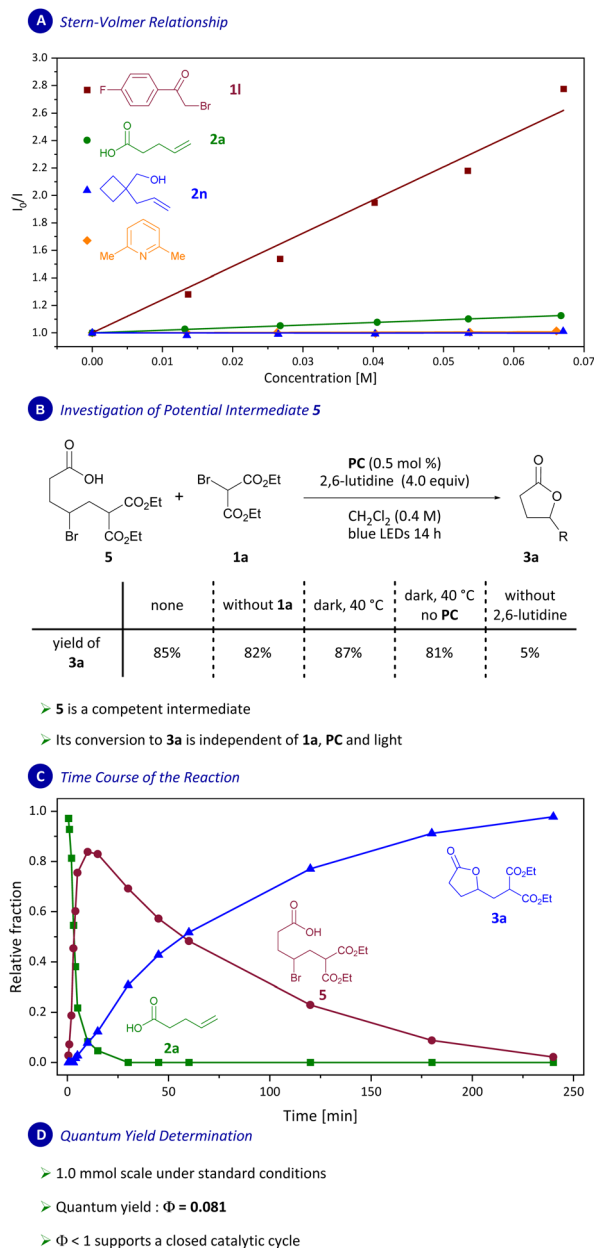 A Stern-Volmer Relationship
3.0
2.8
2.6
2.4
2.2
2.0
1.8
1.6
1.4
1.2
1.0
I₀/I
F
O
Br
1l
O
HO
2a
OH
2n
Me
N
Me
0.00 0.01 0.02 0.03 0.04 0.05 0.06 0.07
Concentration [M]
B Investigation of Potential Intermediate 5
O
OH
CO₂Et
Br CO₂Et
5
+
Br CO₂Et
CO₂Et
1a
PC (0.5 mol %)
2,6-lutidine (4.0 equiv)
CH₂Cl₂ (0.4 M)
blue LEDs 14 h
O
O
R
3a
none without 1a dark, 40 °C dark, 40 °C no PC without 2,6-lutidine
yield of 3a 85% 82% 87% 81% 5%
➢ 5 is a competent intermediate
➢ Its conversion to 3a is independent of 1a, PC and light
C Time Course of the Reaction
1.0
0.8
0.6
0.4
0.2
0.0
Relative fraction
O
O
CO₂Et
CO₂Et
3a
O
OH
CO₂Et
Br CO₂Et
5
O
HO
2a
0 50 100 150 200 250
Time [min]
D Quantum Yield Determination
➢ 1.0 mmol scale under standard conditions
➢ Quantum yield : Φ = 0.081
➢ Φ < 1 supports a closed catalytic cycle